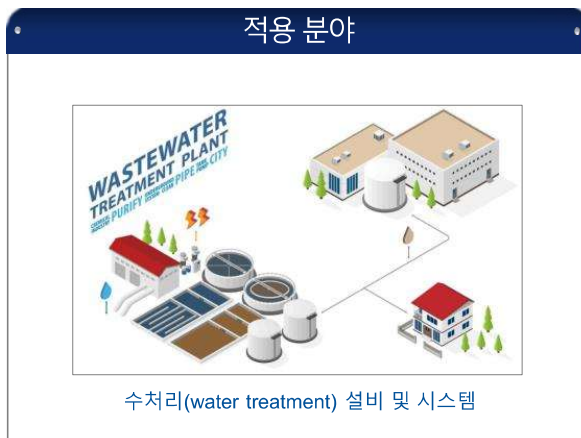 적용 분야
WASTEWATER
TREATMENT PLANT
PURIFY
PIPE
CITY
수처리(water treatment) 설비 및 시스템